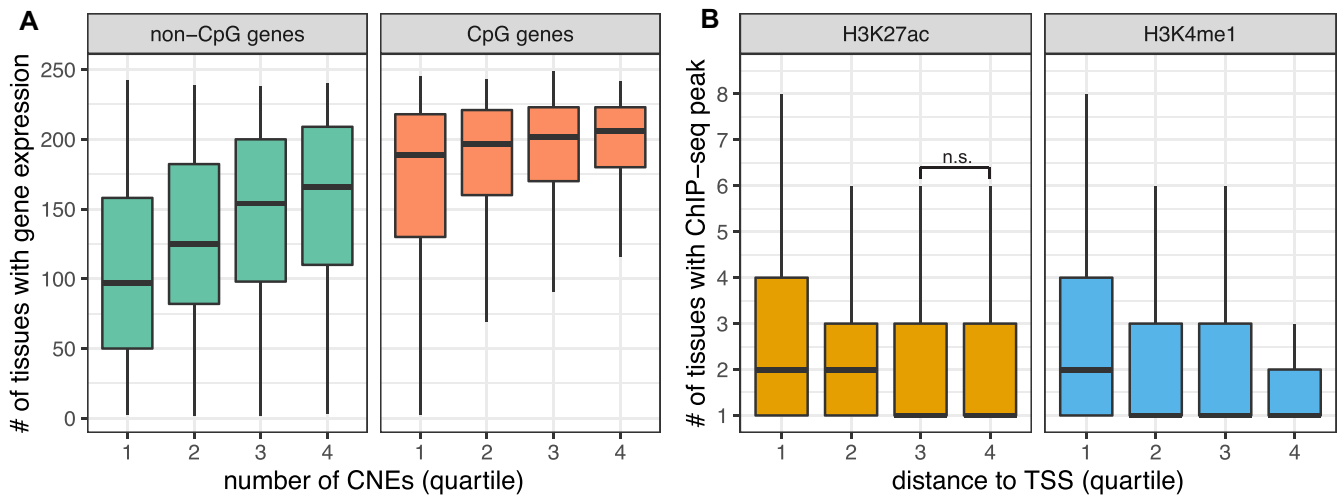 A
non−CpG genes
CpG genes
# of tissues with gene expression
250
200
150
100
50
0
1 2 3 4
1 2 3 4
number of CNEs (quartile)
B
H3K27ac
H3K4me1
# of tissues with ChIP−seq peak
8
7
6
5
4
3
2
1
n.s.
1 2 3 4
1 2 3 4
distance to TSS (quartile)